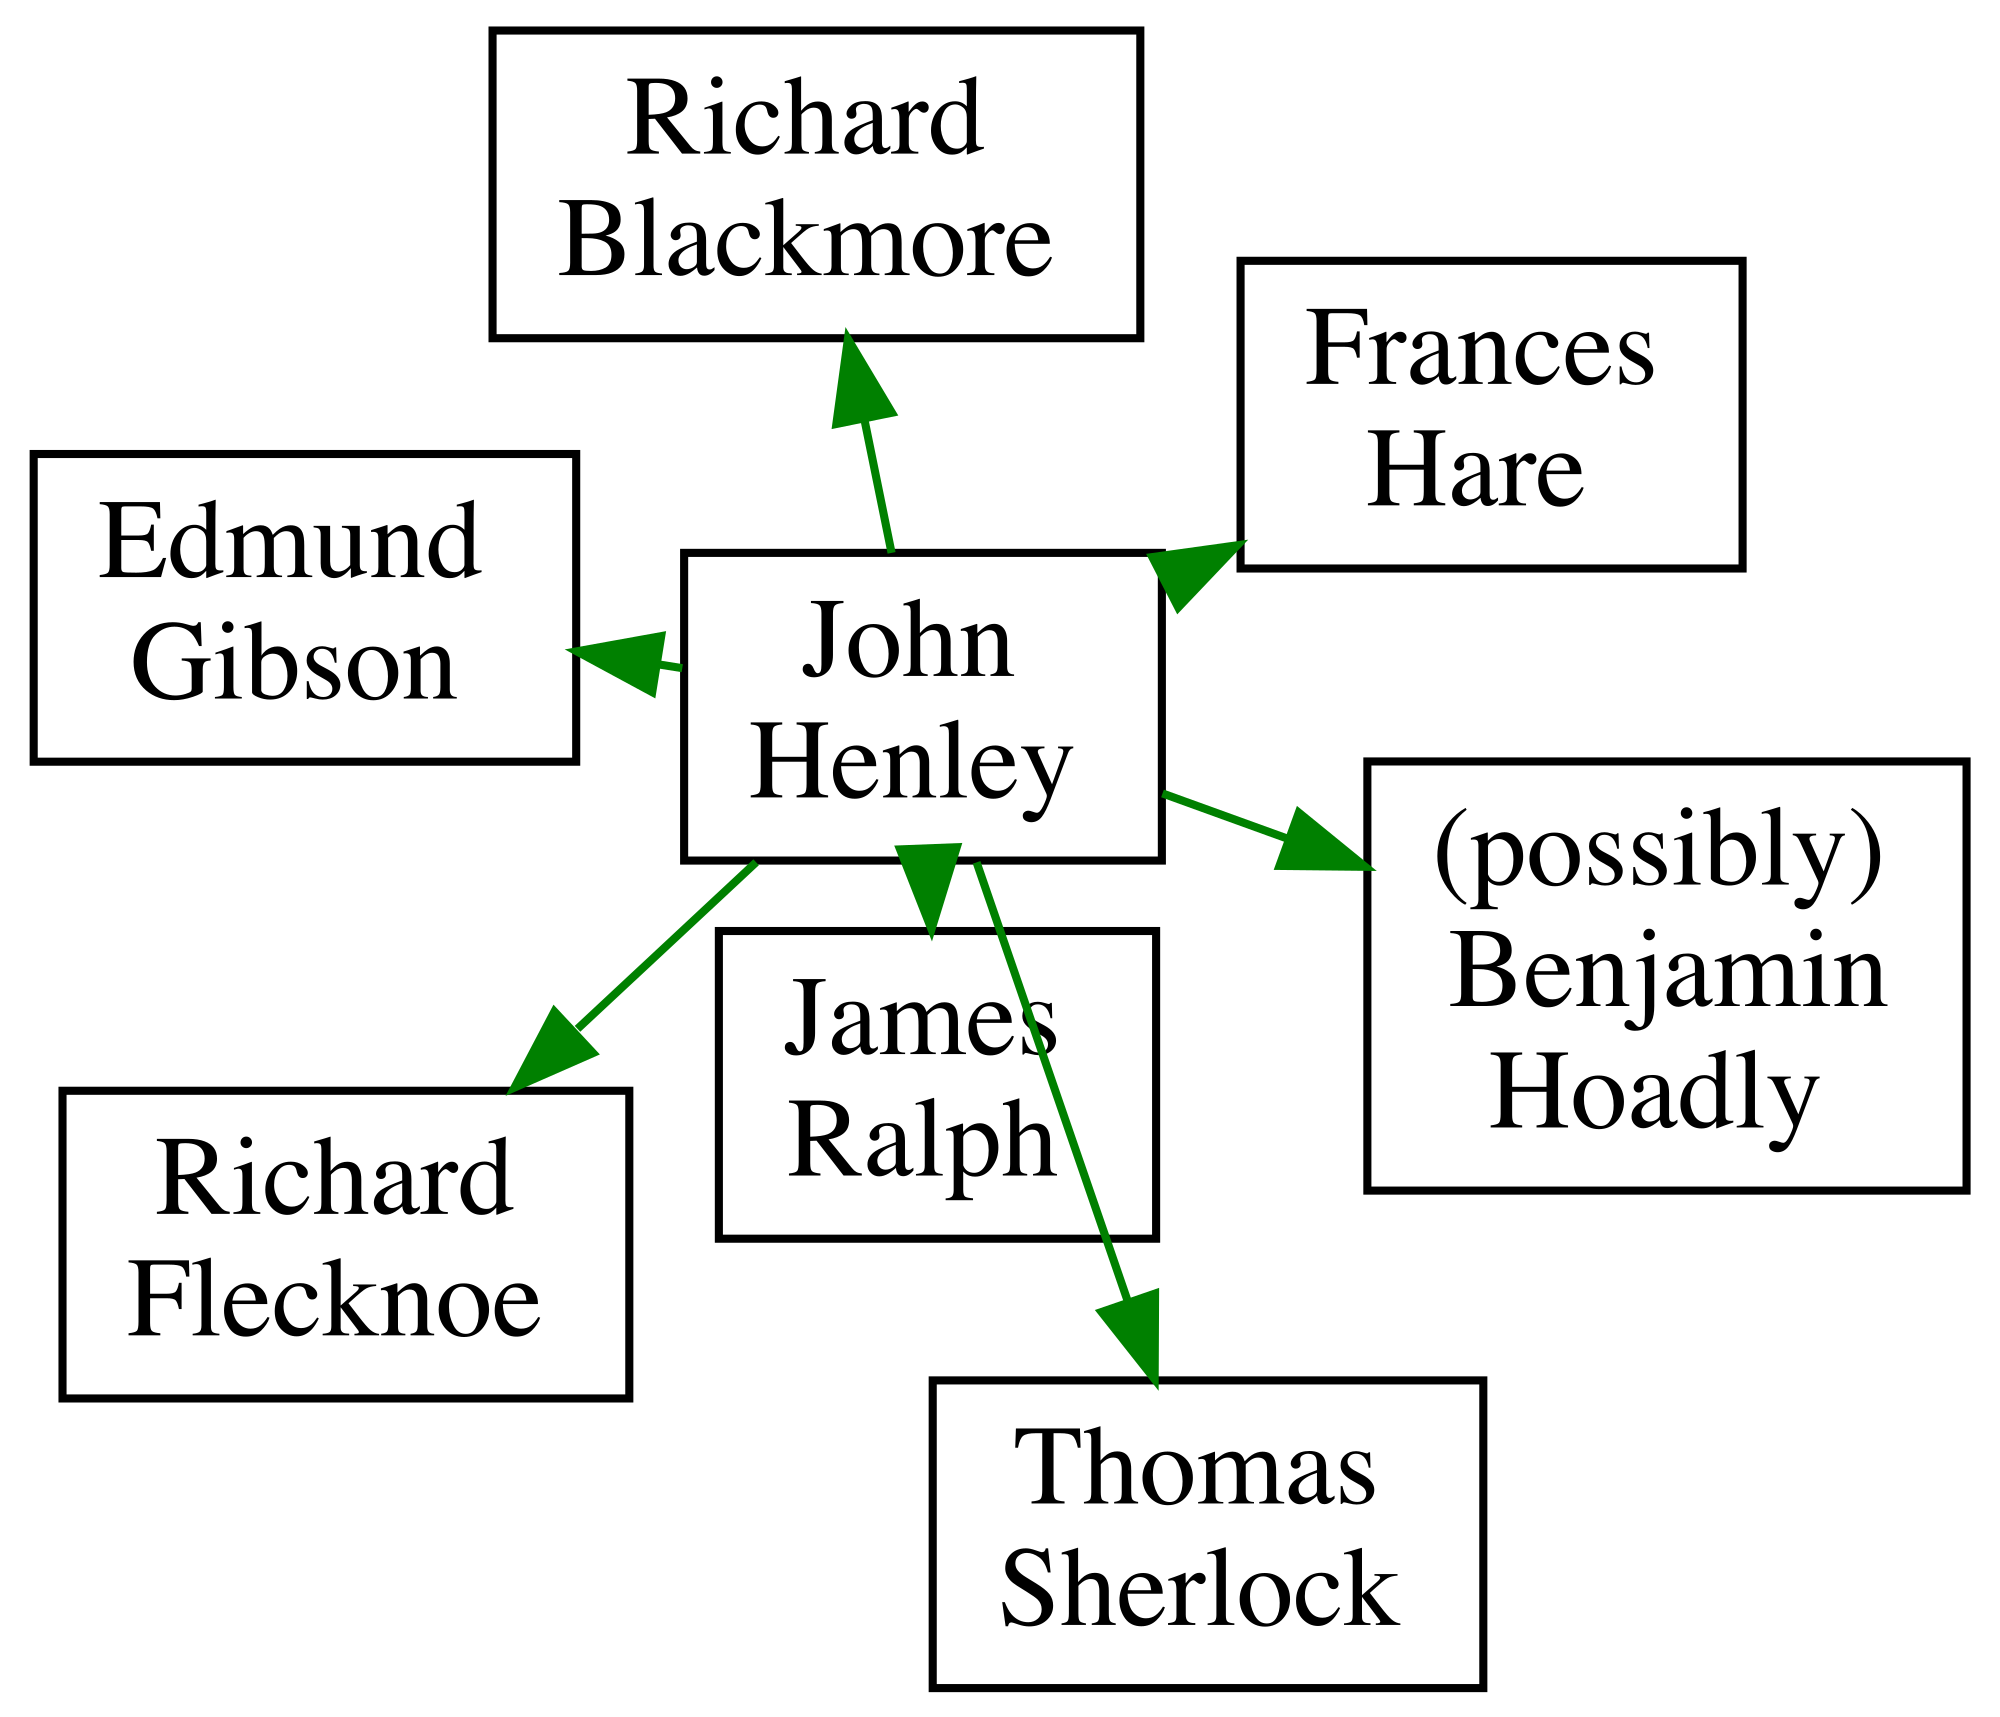 Richard
Blackmore
Frances
Hare
Edmund
Gibson
John
Henley
(possibly)
Benjamin
Hoadly
James
Ralph
Richard
Flecknoe
Thomas
Sherlock